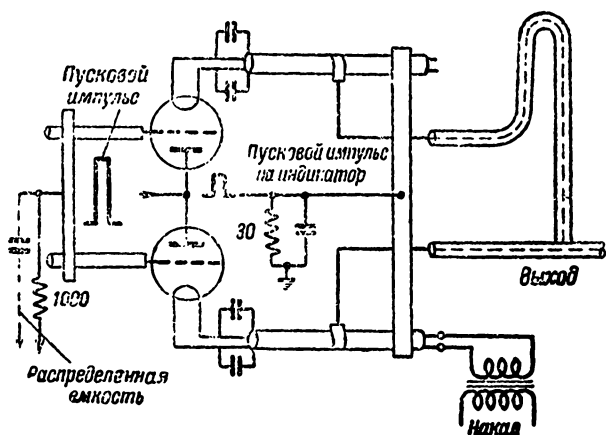 Пусковой
импульс
Пусковой импульс
на индикатор
30
1000
Выход
Распределенная
емкость
Накал